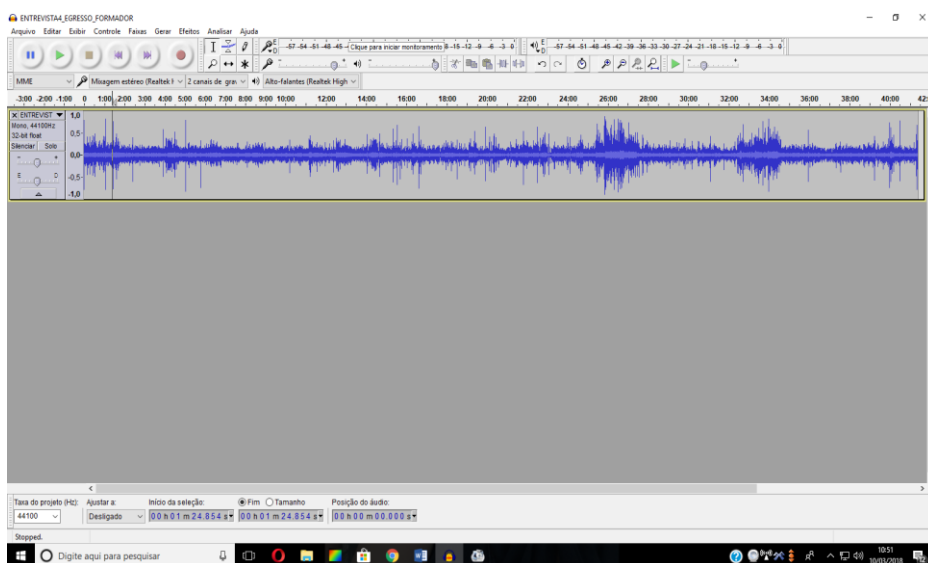 ENTREVISTA4_EGRESSO_FORMADOR
Arquivo Editar Exibir Controle Faixas Gerar Efeitos Analisar Ajuda
E D -57 -54 -51 -48 -45 - Clique para iniciar monitoramento -15 -12 -9 -6 -3 0
E D -57 -54 -51 -48 -45 -42 -39 -36 -33 -30 -27 -24 -21 -18 -15 -12 -9 -6 -3 0
MME Mixagem estéreo (Realtek 2 canais de gra Alto-falantes (Realtek High
-3:00 -2:00 -1:00 0 1:00 2:00 3:00 4:00 5:00 6:00 7:00 8:00 9:00 10:00 12:00 14:00 16:00 18:00 20:00 22:00 24:00 26:00 28:00 30:00 32:00 34:00 36:00 38:00 40:00 42:
X ENTREVIST 1,0
Mono, 44100Hz
32-bit float 0,5
Silenciar Solo
- + 0,0
E D -0,5
-1,0
Taxa do projeto (Hz): Ajustar a: Início da seleção: Fim Tamanho Posição do áudio:
44100 Desligado 00 h 01 m 24.854 s 00 h 01 m 24.854 s 00 h 00 m 00.000 s
Stopped.
Digite aqui para pesquisar 10:51
10/03/2018